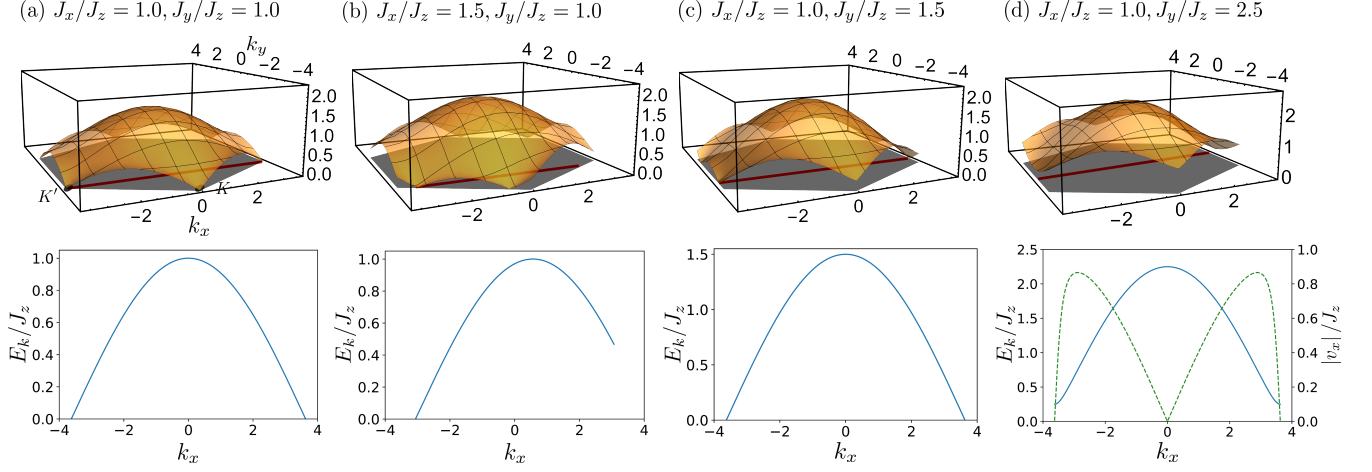 (a) J_x/J_z = 1.0, J_y/J_z = 1.0
4 2 0 −2 −4
k_y
2.0
1.5
1.0
0.5
0.0
K′
K
−2 0 2
k_x
(b) J_x/J_z = 1.5, J_y/J_z = 1.0
4 2 0 −2 −4
2.0
1.5
1.0
0.5
0.0
−2 0 2
(c) J_x/J_z = 1.0, J_y/J_z = 1.5
4 2 0 −2 −4
2.0
1.5
1.0
0.5
0.0
−2 0 2
(d) J_x/J_z = 1.0, J_y/J_z = 2.5
4 2 0 −2 −4
2
1
0
−2 0 2
E_k/J_z
1.0
0.8
0.6
0.4
0.2
0.0
−4 −2 0 2 4
k_x
E_k/J_z
1.0
0.8
0.6
0.4
0.2
0.0
−4 −2 0 2 4
k_x
E_k/J_z
1.5
1.0
0.5
0.0
−4 −2 0 2 4
k_x
E_k/J_z
2.5
2.0
1.5
1.0
0.5
0.0
−4 −2 0 2 4
k_x
1.0
0.8
0.6
0.4
0.2
0.0
|v_x|/J_z